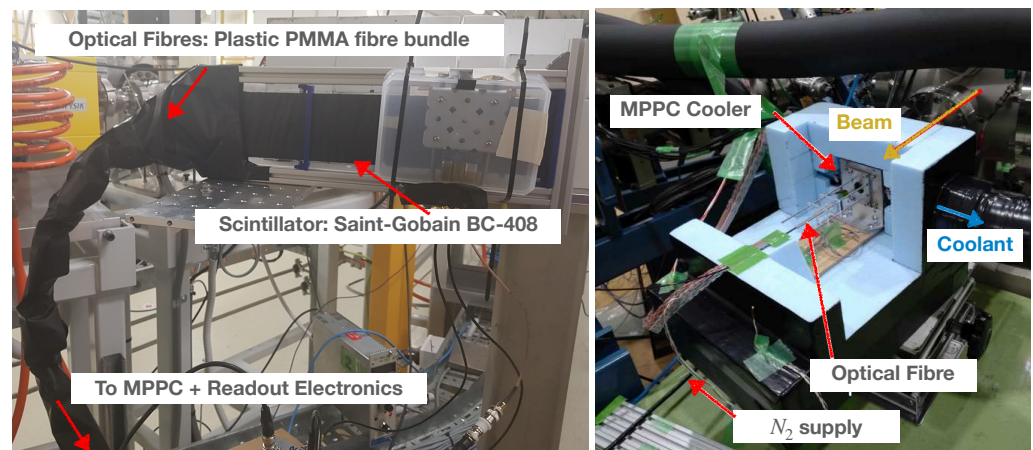 Optical Fibres: Plastic PMMA fibre bundle
Scintillator: Saint-Gobain BC-408
To MPPC + Readout Electronics
MPPC Cooler
Beam
Coolant
Optical Fibre
N₂ supply